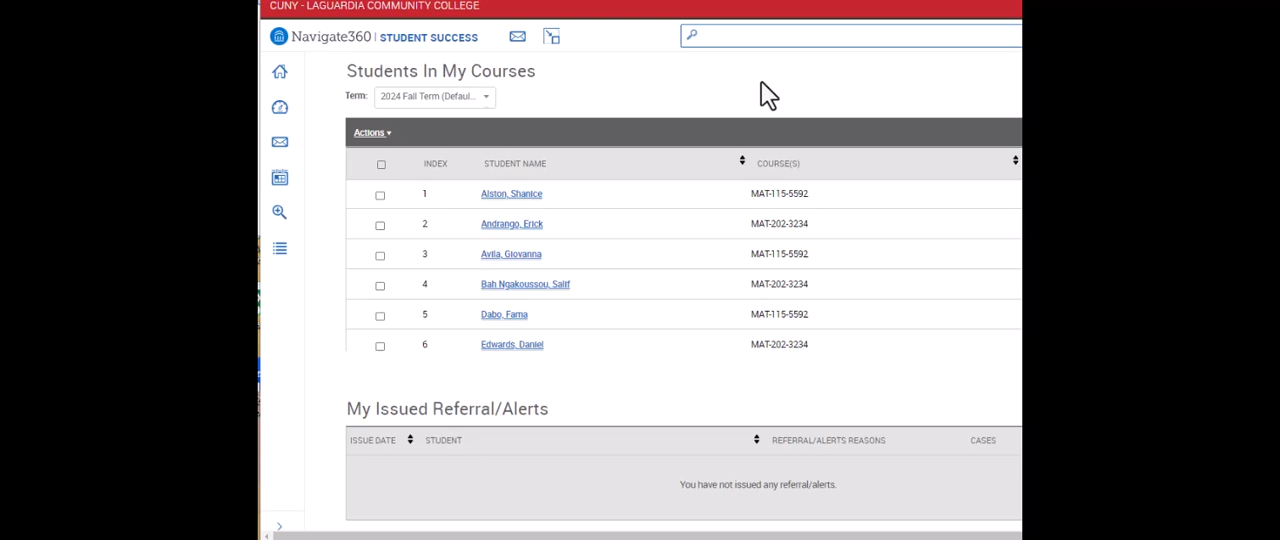 CUNY - LAGUARDIA COMMUNITY COLLEGE
Navigate360 | STUDENT SUCCESS
Students In My Courses
Term: 2024 Fall Term (Defaul...
Actions
INDEX STUDENT NAME COURSE(S)
1 Alston, Shanice MAT-115-5592
2 Andrango, Erick MAT-202-3234
3 Avila, Giovanna MAT-115-5592
4 Bah Ngakoussou, Salif MAT-202-3234
5 Dabo, Fama MAT-115-5592
6 Edwards, Daniel MAT-202-3234
My Issued Referral/Alerts
ISSUE DATE STUDENT REFERRAL/ALERTS REASONS CASES
You have not issued any referral/alerts.